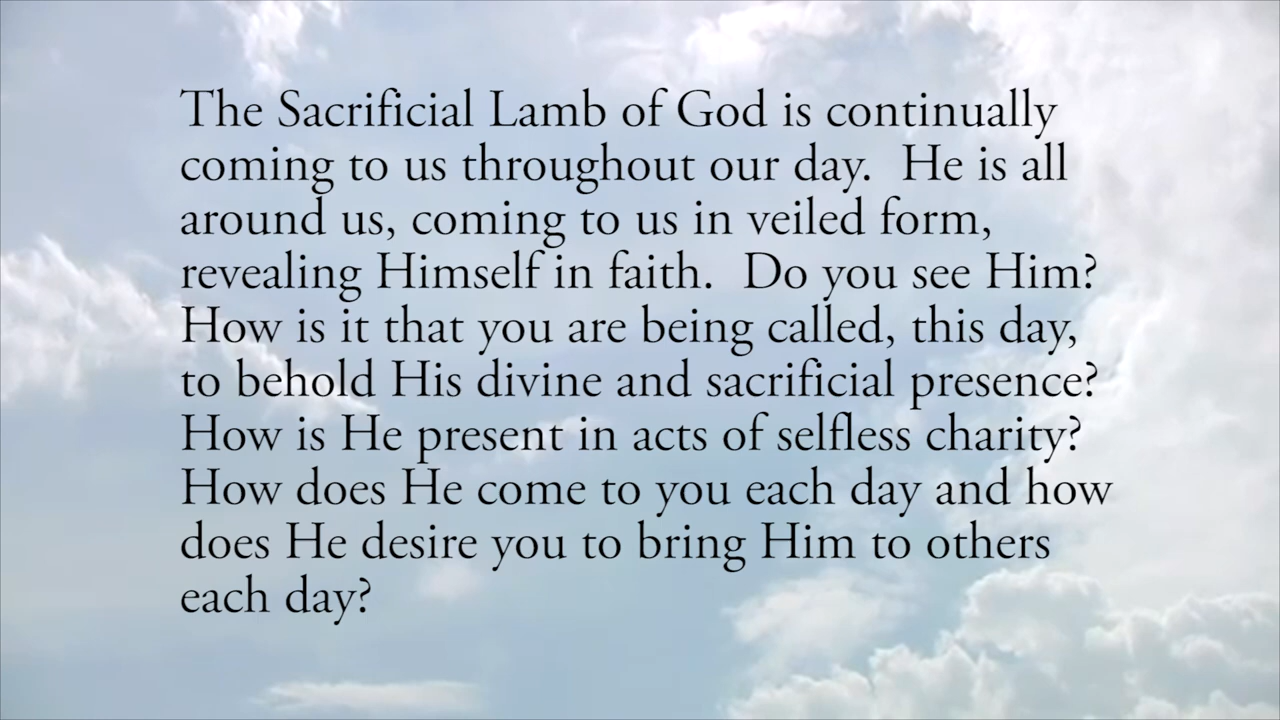 The Sacrificial Lamb of God is continually
coming to us throughout our day.  He is all
around us, coming to us in veiled form,
revealing Himself in faith.  Do you see Him?
How is it that you are being called, this day,
to behold His divine and sacrificial presence?
How is He present in acts of selfless charity?
How does He come to you each day and how
does He desire you to bring Him to others
each day?